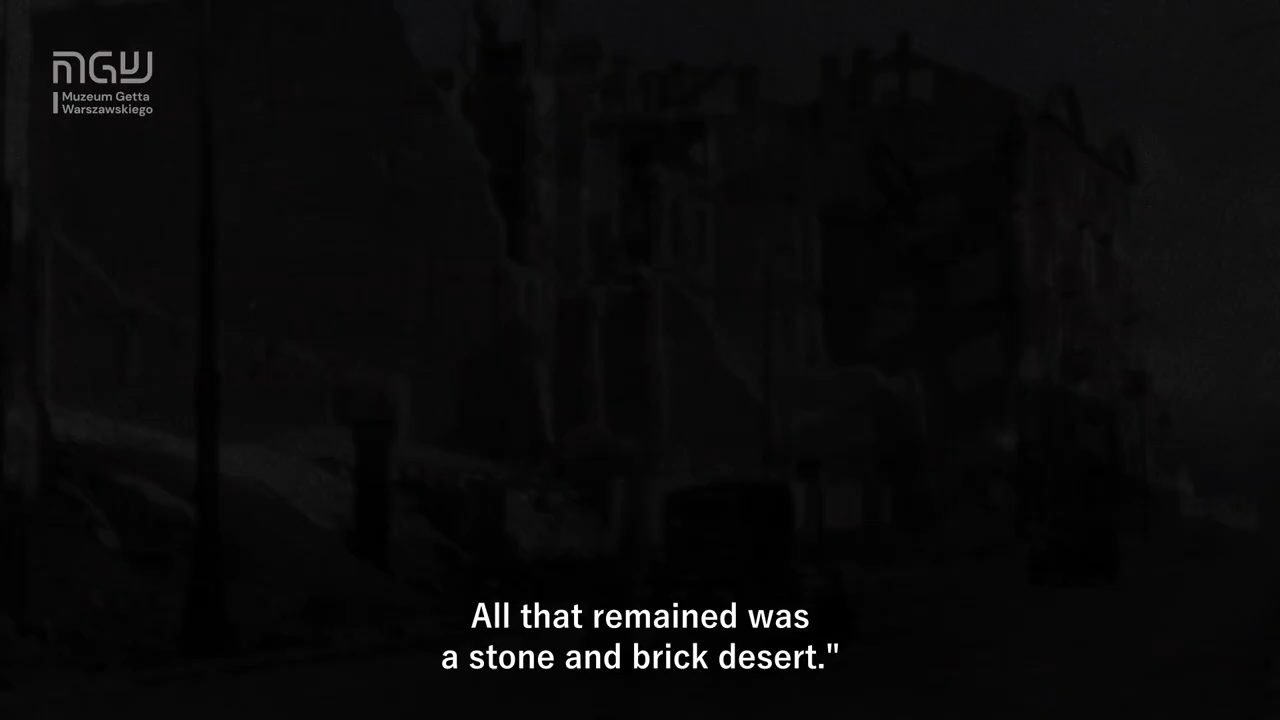 MGW
Muzeum Getta
Warszawskiego
All that remained was
a stone and brick desert."